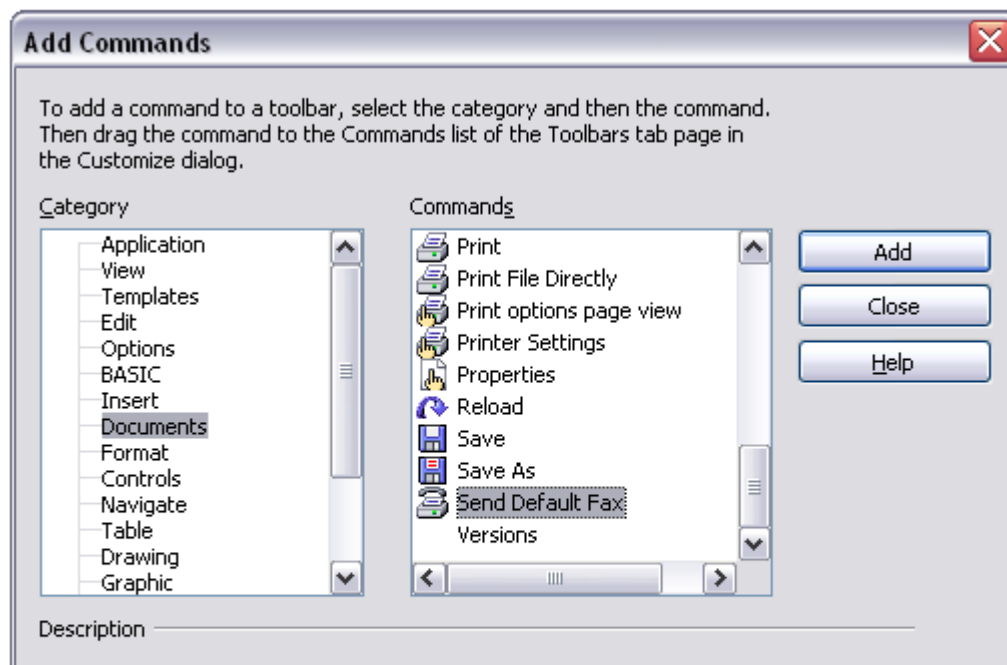 Add Commands
To add a command to a toolbar, select the category and then the command.
Then drag the command to the Commands list of the Toolbars tab page in
the Customize dialog.
Category
Application
View
Templates
Edit
Options
BASIC
Insert
Documents
Format
Controls
Navigate
Table
Drawing
Graphic
Commands
Print
Print File Directly
Print options page view
Printer Settings
Properties
Reload
Save
Save As
Send Default Fax
Versions
Add
Close
Help
Description